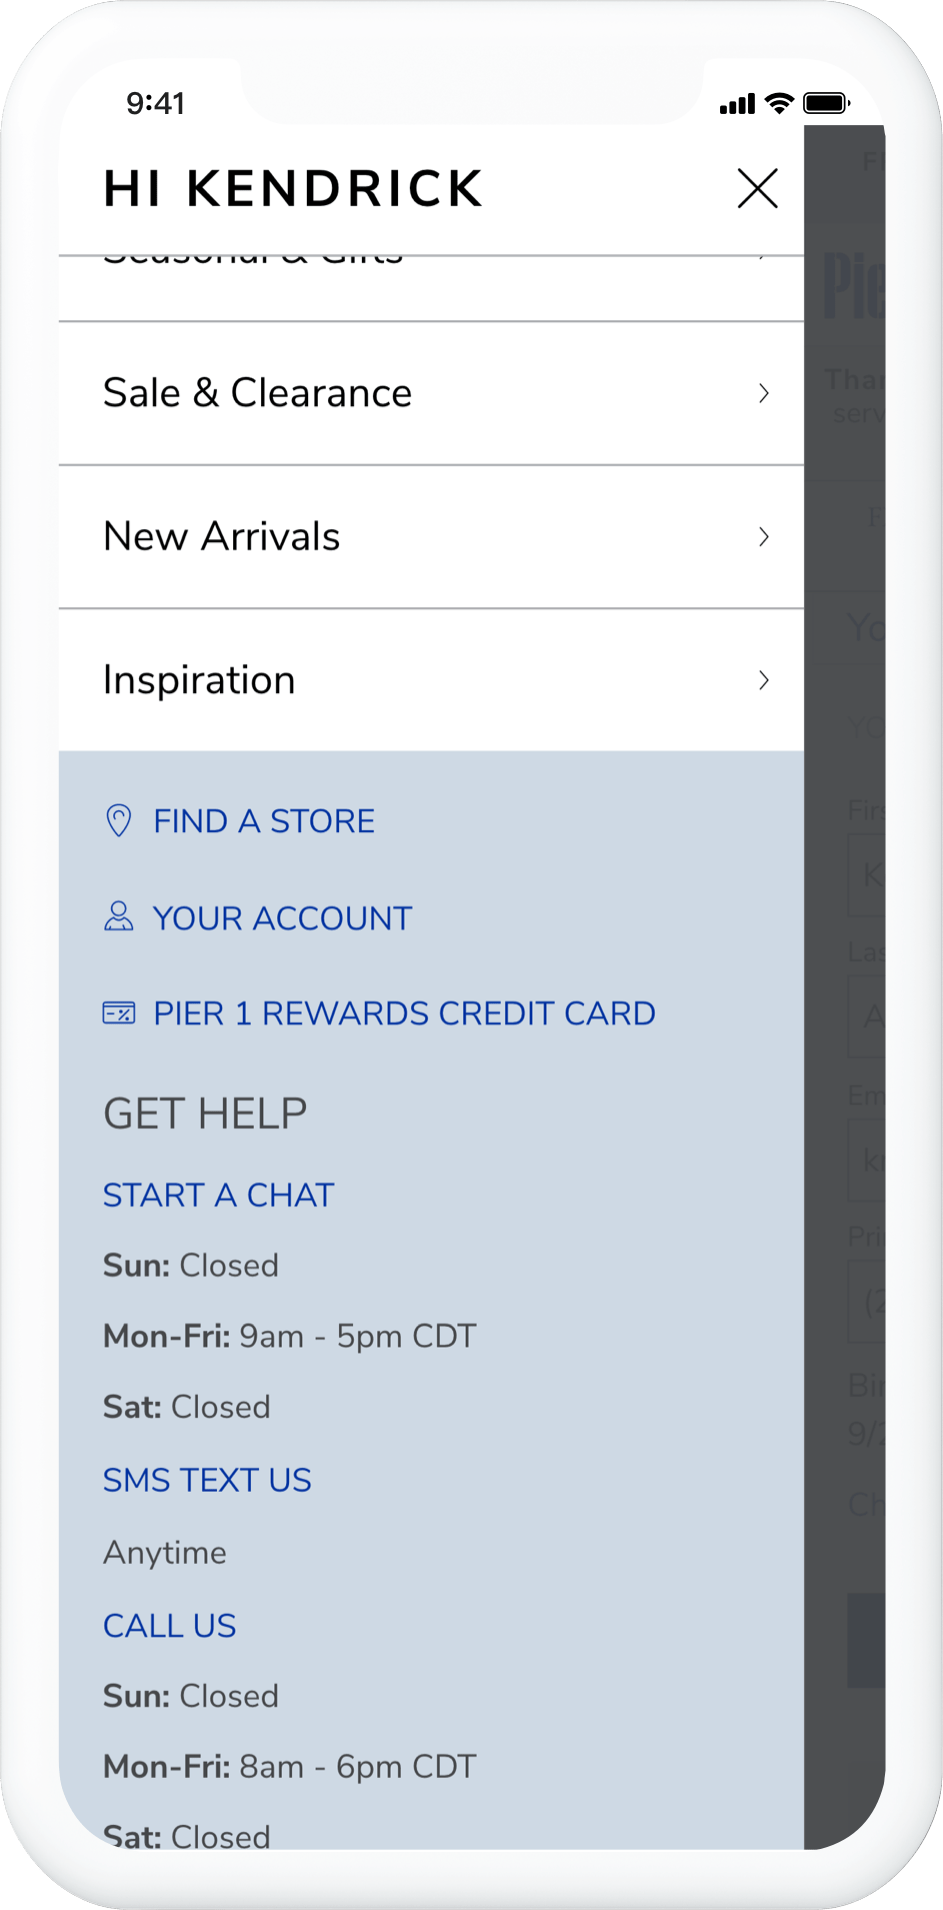 9:41
HI KENDRICK
Seasonal & Gifts
Sale & Clearance
New Arrivals
Inspiration
FIND A STORE
YOUR ACCOUNT
PIER 1 REWARDS CREDIT CARD
GET HELP
START A CHAT
Sun: Closed
Mon-Fri: 9am - 5pm CDT
Sat: Closed
SMS TEXT US
Anytime
CALL US
Sun: Closed
Mon-Fri: 8am - 6pm CDT
Sat: Closed